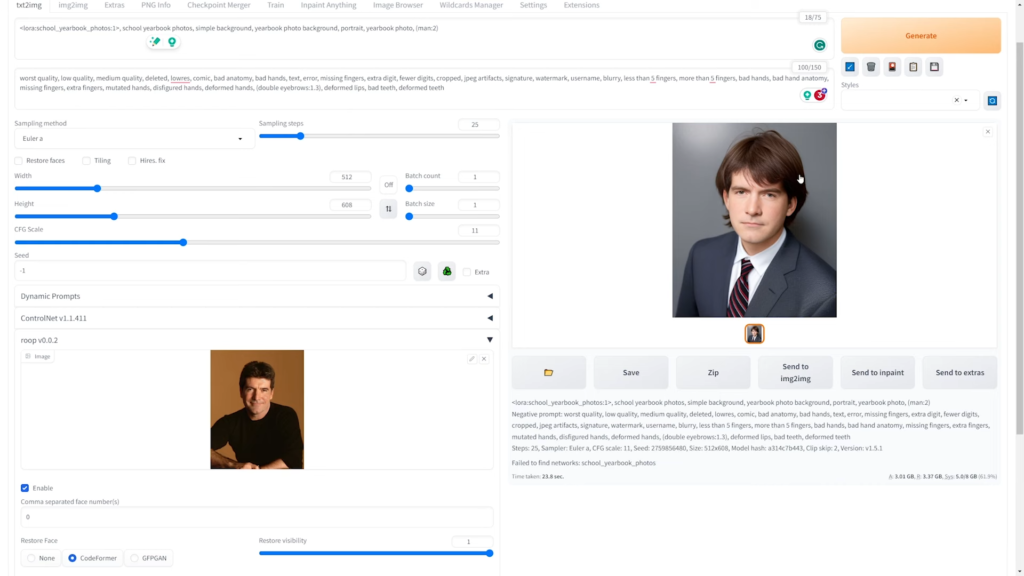 txt2img img2img Extras PNG Info Checkpoint Merger Train Inpaint Anything Image Browser Wildcards Manager Settings Extensions
18/75
<lora:school_yearbook_photos:1>, school yearbook photos, simple background, yearbook photo background, portrait, yearbook photo, (man:2)
Generate
100/150
worst quality, low quality, medium quality, deleted, lowres, comic, bad anatomy, bad hands, text, error, missing fingers, extra digit, fewer digits, cropped, jpeg artifacts, signature, watermark, username, blurry, less than 5 fingers, more than 5 fingers, bad hands, bad hand anatomy,
missing fingers, extra fingers, mutated hands, disfigured hands, deformed hands, (double eyebrows:1.3), deformed lips, bad teeth, deformed teeth
Styles
Sampling method
Euler a
Sampling steps
25
Restore faces Tiling Hires. fix
Width
512
Height
608
Off
Batch count
1
Batch size
1
CFG Scale
11
Seed
-1
Extra
Dynamic Prompts
ControlNet v1.1.411
roop v0.0.2
Image
Enable
Comma separated face number(s)
0
Restore Face
None CodeFormer GFPGAN
Restore visibility
1
Save
Zip
Send to
img2img
Send to inpaint
Send to extras
<lora:school_yearbook_photos:1>, school yearbook photos, simple background, yearbook photo background, portrait, yearbook photo, (man:2)
Negative prompt: worst quality, low quality, medium quality, deleted, lowres, comic, bad anatomy, bad hands, text, error, missing fingers, extra digit, fewer digits,
cropped, jpeg artifacts, signature, watermark, username, blurry, less than 5 fingers, more than 5 fingers, bad hands, bad hand anatomy, missing fingers, extra fingers,
mutated hands, disfigured hands, deformed hands, (double eyebrows:1.3), deformed lips, bad teeth, deformed teeth
Steps: 25, Sampler: Euler a, CFG scale: 11, Seed: 2759856480, Size: 512x608, Model hash: a314c7b443, Clip skip: 2, Version: v1.5.1
Failed to find networks: school_yearbook_photos
Time taken: 23.8 sec.
A: 3.01 GB, R: 3.37 GB, Sys: 5.0/8 GB (61.9%)